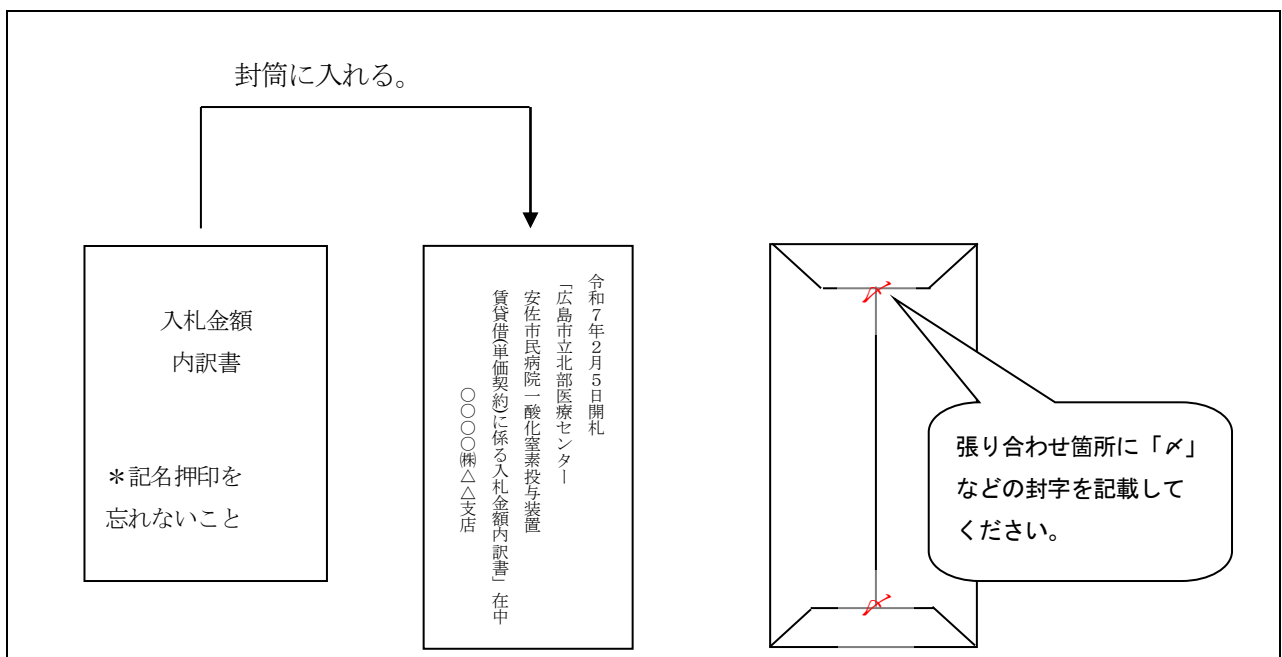 封筒に入れる。
入札金額
内訳書
＊記名押印を
忘れないこと
令和７年２月５日開札
「広島市立北部医療センター
安佐市民病院一酸化窒素投与装置
賃貸借(単価契約)に係る入札金額内訳書」在中
○○○○㈱△△支店
〆
〆
張り合わせ箇所に「〆」
などの封字を記載して
ください。